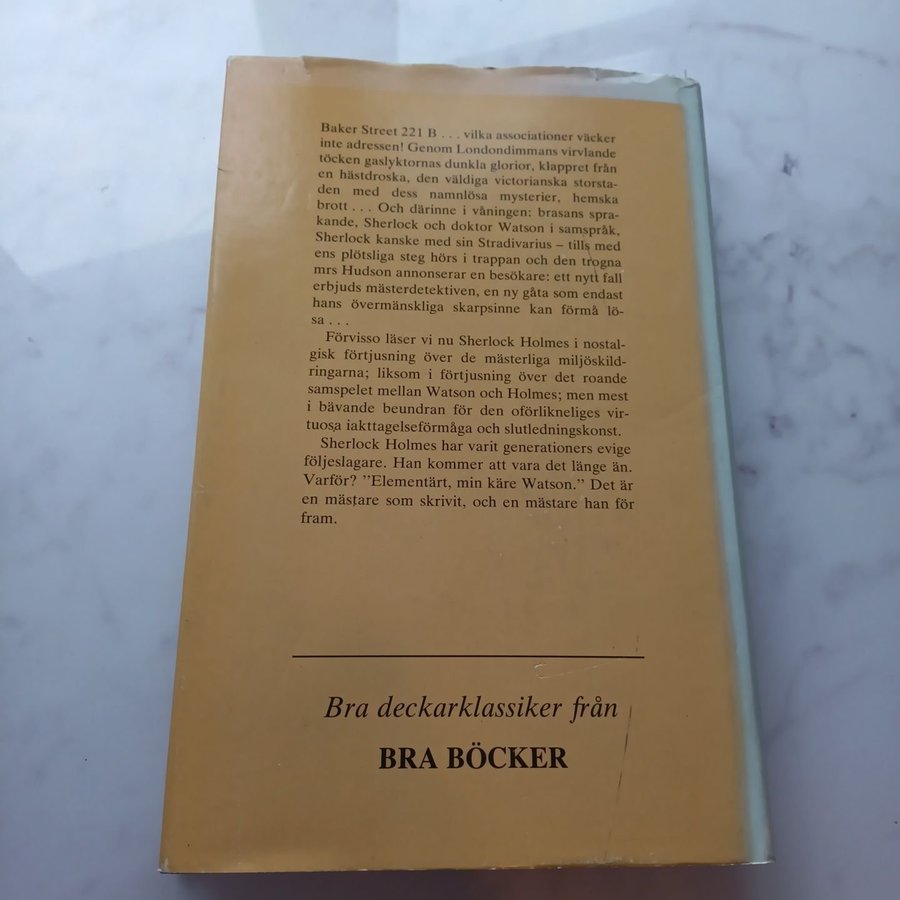 Baker Street 221 B . . . vilka associationer väcker
inte adressen! Genom Londondimmans virvlande
töcken gaslyktornas dunkla glorior, klappret från
en hästdroska, den väldiga victorianska storsta-
den med dess namnlösa mysterier, hemska
brott . . . Och därinne i våningen: brasans spra-
kande, Sherlock och doktor Watson i samspråk,
Sherlock kanske med sin Stradivarius – tills med
ens plötsliga steg hörs i trappan och den trogna
mrs Hudson annonserar en besökare: ett nytt fall
erbjuds mästerdetektiven, en ny gåta som endast
hans övermänskliga skarpsinne kan förmå lö-
sa . . .
Förvisso läser vi nu Sherlock Holmes i nostal-
gisk förtjusning över de mästerliga miljöskild-
ringarna; liksom i förtjusning över det roande
samspelet mellan Watson och Holmes; men mest
i bävande beundran för den oförlikneliges vir-
tuosa iakttagelseförmåga och slutledningskonst.
Sherlock Holmes har varit generationers evige
följeslagare. Han kommer att vara det länge än.
Varför? ”Elementärt, min käre Watson.” Det är
en mästare som skrivit, och en mästare han för
fram.
Bra deckarklassiker från
BRA BÖCKER